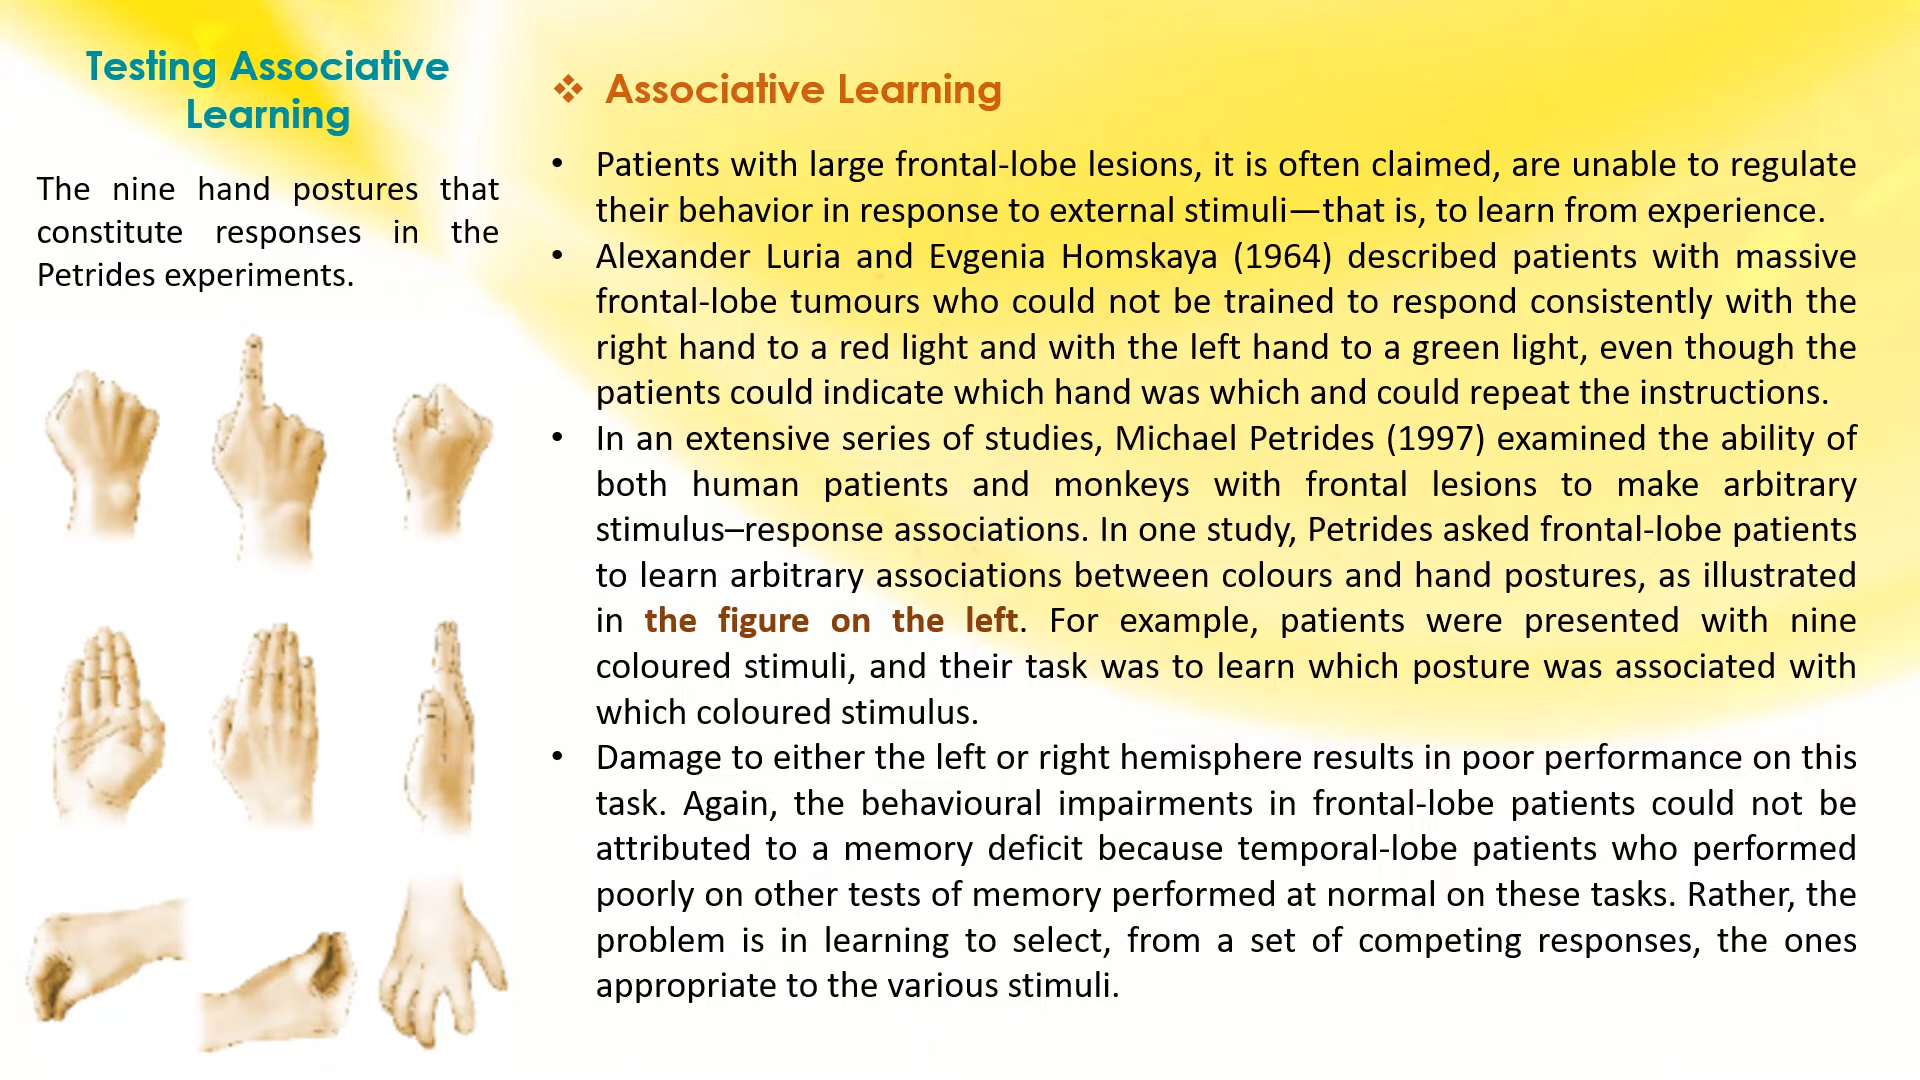 Testing Associative
Learning
The nine hand postures that
constitute responses in the
Petrides experiments.
❖ Associative Learning
• Patients with large frontal-lobe lesions, it is often claimed, are unable to regulate
their behavior in response to external stimuli—that is, to learn from experience.
• Alexander Luria and Evgenia Homskaya (1964) described patients with massive
frontal-lobe tumours who could not be trained to respond consistently with the
right hand to a red light and with the left hand to a green light, even though the
patients could indicate which hand was which and could repeat the instructions.
• In an extensive series of studies, Michael Petrides (1997) examined the ability of
both human patients and monkeys with frontal lesions to make arbitrary
stimulus–response associations. In one study, Petrides asked frontal-lobe patients
to learn arbitrary associations between colours and hand postures, as illustrated
in the figure on the left. For example, patients were presented with nine
coloured stimuli, and their task was to learn which posture was associated with
which coloured stimulus.
• Damage to either the left or right hemisphere results in poor performance on this
task. Again, the behavioural impairments in frontal-lobe patients could not be
attributed to a memory deficit because temporal-lobe patients who performed
poorly on other tests of memory performed at normal on these tasks. Rather, the
problem is in learning to select, from a set of competing responses, the ones
appropriate to the various stimuli.